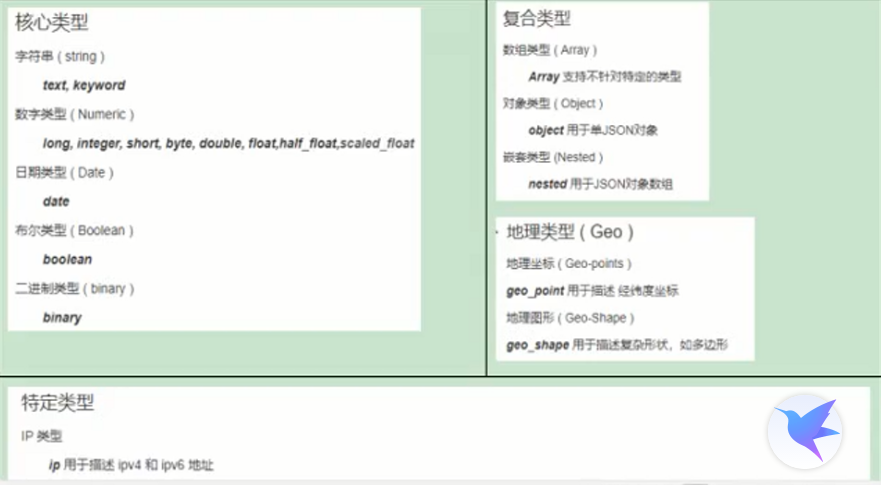 核心类型
字符串 ( string )
text, keyword
数字类型 ( Numeric )
long, integer, short, byte, double, float,half_float,scaled_float
日期类型 ( Date )
date
布尔类型 ( Boolean )
boolean
二进制类型 ( binary )
binary
复合类型
数组类型 ( Array )
Array 支持不针对特定的类型
对象类型 ( Object )
object 用于单JSON对象
嵌套类型 (Nested )
nested 用于JSON对象数组
· 地理类型 ( Geo )
地理坐标 ( Geo-points )
geo_point 用于描述 经纬度坐标
地理图形 ( Geo-Shape )
geo_shape 用于描述复杂形状，如多边形
特定类型
IP 类型
ip 用于描述 ipv4 和 ipv6 地址